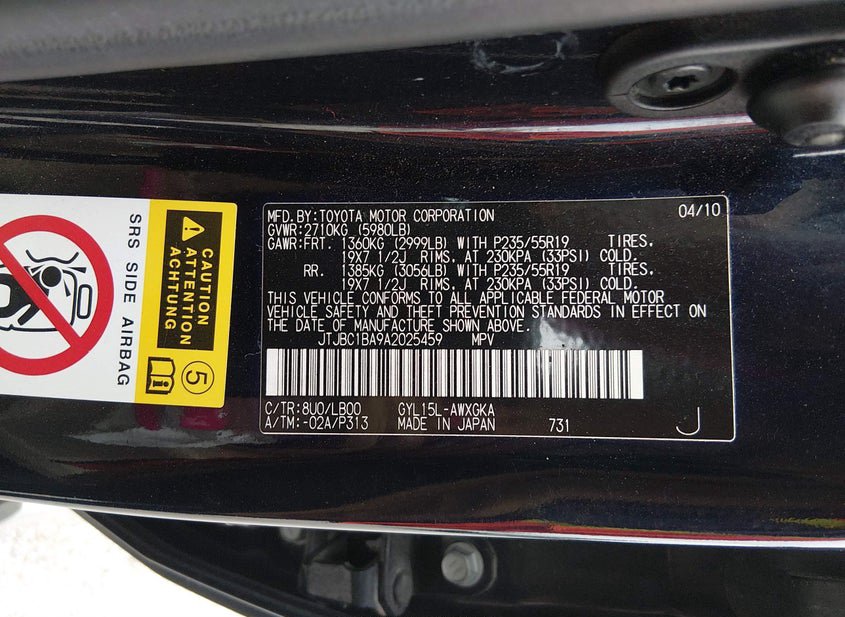 MFD. BY: TOYOTA MOTOR CORPORATION 04/10
GVWR: 2710KG (5980LB)
GAWR: FRT. 1360KG (2999LB) WITH P235/55R19 TIRES.
19X7 1/2J RIMS. AT 230KPA (33PSI) COLD.
RR. 1385KG (3056LB) WITH P235/55R19 TIRES.
19X7 1/2J RIMS. AT 230KPA (33PSI) COLD.
THIS VEHICLE CONFORMS TO ALL APPLICABLE FEDERAL MOTOR
VEHICLE SAFETY AND THEFT PREVENTION STANDARDS IN EFFECT ON
THE DATE OF MANUFACTURE SHOWN ABOVE.
JTJBC1BA9A2025459 MPV
C/TR: 8U0/LB00 GYL15L-AWXGKA
A/TM: -02A/P313 MADE IN JAPAN 731 J
CAUTION
ATTENTION
ACHTUNG
5
SRS SIDE AIRBAG